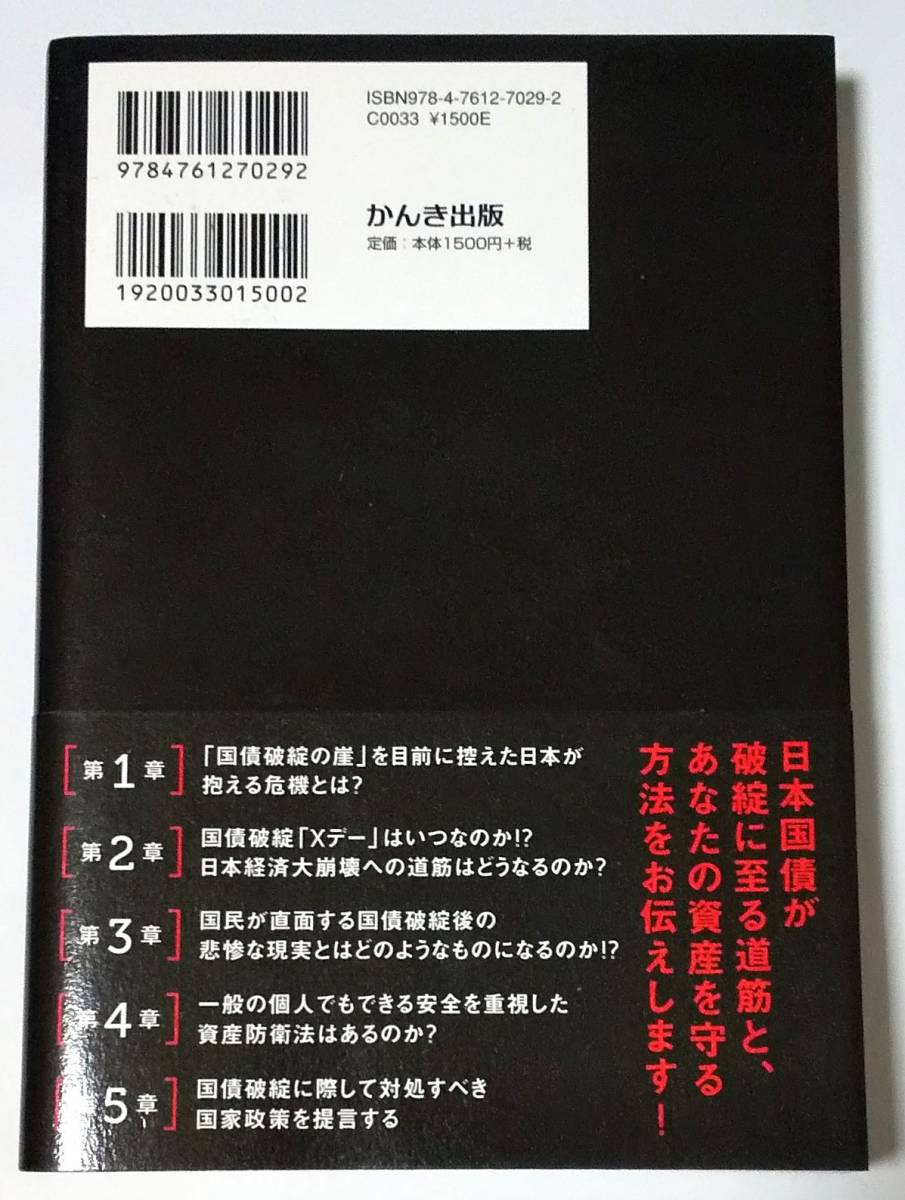 ISBN978-4-7612-7029-2
C0033 ¥1500E
9784761270292
かんき出版
定価:本体1500円+税
1920033015002
日本国債が
破綻に至る道筋と、
あなたの資産を守る
方法をお伝えします!
[第1章]
「国債破綻の崖」を目前に控えた日本が
抱える危機とは?
[第2章]
国債破綻「Xデー」はいつなのか!?
日本経済大崩壊への道筋はどうなるのか?
[第3章]
国民が直面する国債破綻後の
悲惨な現実とはどのようなものになるのか!?
[第4章]
一般の個人でもできる安全を重視した
資産防衛法はあるのか?
[第5章]
国債破綻に際して対処すべき
国家政策を提言する